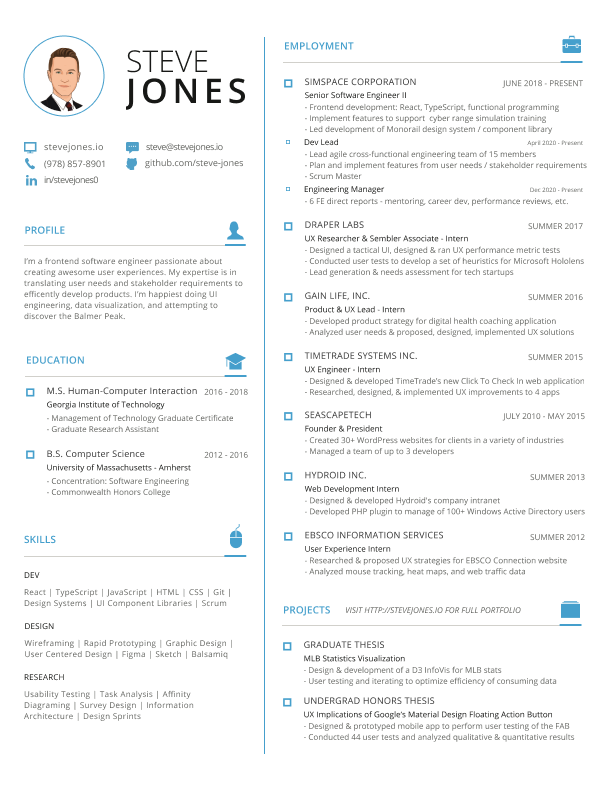 STEVE
JONES
stevejones.io
steve@stevejones.io
(978) 857-8901
github.com/steve-jones
in/stevejones0
PROFILE
I'm a frontend software engineer passionate about
creating awesome user experiences. My expertise is in
translating user needs and stakeholder requirements to
efficently develop products. I'm happiest doing UI
engineering, data visualization, and attempting to
discover the Balmer Peak.
EDUCATION
M.S. Human-Computer Interaction 2016 - 2018
Georgia Institute of Technology
- Management of Technology Graduate Certificate
- Graduate Research Assistant
B.S. Computer Science 2012 - 2016
University of Massachusetts - Amherst
- Concentration: Software Engineering
- Commonwealth Honors College
SKILLS
DEV
React | TypeScript | JavaScript | HTML | CSS | Git |
Design Systems | UI Component Libraries | Scrum
DESIGN
Wireframing | Rapid Prototyping | Graphic Design |
User Centered Design | Figma | Sketch | Balsamiq
RESEARCH
Usability Testing | Task Analysis | Affinity
Diagraming | Survey Design | Information
Architecture | Design Sprints
EMPLOYMENT
SIMSPACE CORPORATION JUNE 2018 - PRESENT
Senior Software Engineer II
- Frontend development: React, TypeScript, functional programming
- Implement features to support cyber range simulation training
- Led development of Monorail design system / component library
Dev Lead April 2020 - Present
- Lead agile cross-functional engineering team of 15 members
- Plan and implement features from user needs / stakeholder requirements
- Scrum Master
Engineering Manager Dec 2020 - Present
- 6 FE direct reports - mentoring, career dev, performance reviews, etc.
DRAPER LABS SUMMER 2017
UX Researcher & Sembler Associate - Intern
- Designed a tactical UI, designed & ran UX performance metric tests
- Conducted user tests to develop a set of heuristics for Microsoft Hololens
- Lead generation & needs assessment for tech startups
GAIN LIFE, INC. SUMMER 2016
Product & UX Lead - Intern
- Developed product strategy for digital health coaching application
- Analyzed user needs & proposed, designed, implemented UX solutions
TIMETRADE SYSTEMS INC. SUMMER 2015
UX Engineer - Intern
- Designed & developed TimeTrade's new Click To Check In web application
- Researched, designed, & implemented UX improvements to 4 apps
SEASCAPETECH JULY 2010 - MAY 2015
Founder & President
- Created 30+ WordPress websites for clients in a variety of industries
- Managed a team of up to 3 developers
HYDROID INC. SUMMER 2013
Web Development Intern
- Designed & developed Hydroid's company intranet
- Developed PHP plugin to manage of 100+ Windows Active Directory users
EBSCO INFORMATION SERVICES SUMMER 2012
User Experience Intern
- Researched & proposed UX strategies for EBSCO Connection website
- Analyzed mouse tracking, heat maps, and web traffic data
PROJECTS VISIT HTTP://STEVEJONES.IO FOR FULL PORTFOLIO
GRADUATE THESIS
MLB Statistics Visualization
- Design & development of a D3 InfoVis for MLB stats
- User testing and iterating to optimize efficiency of consuming data
UNDERGRAD HONORS THESIS
UX Implications of Google's Material Design Floating Action Button
- Designed & prototyped mobile app to perform user testing of the FAB
- Conducted 44 user tests and analyzed qualitative & quantitative results